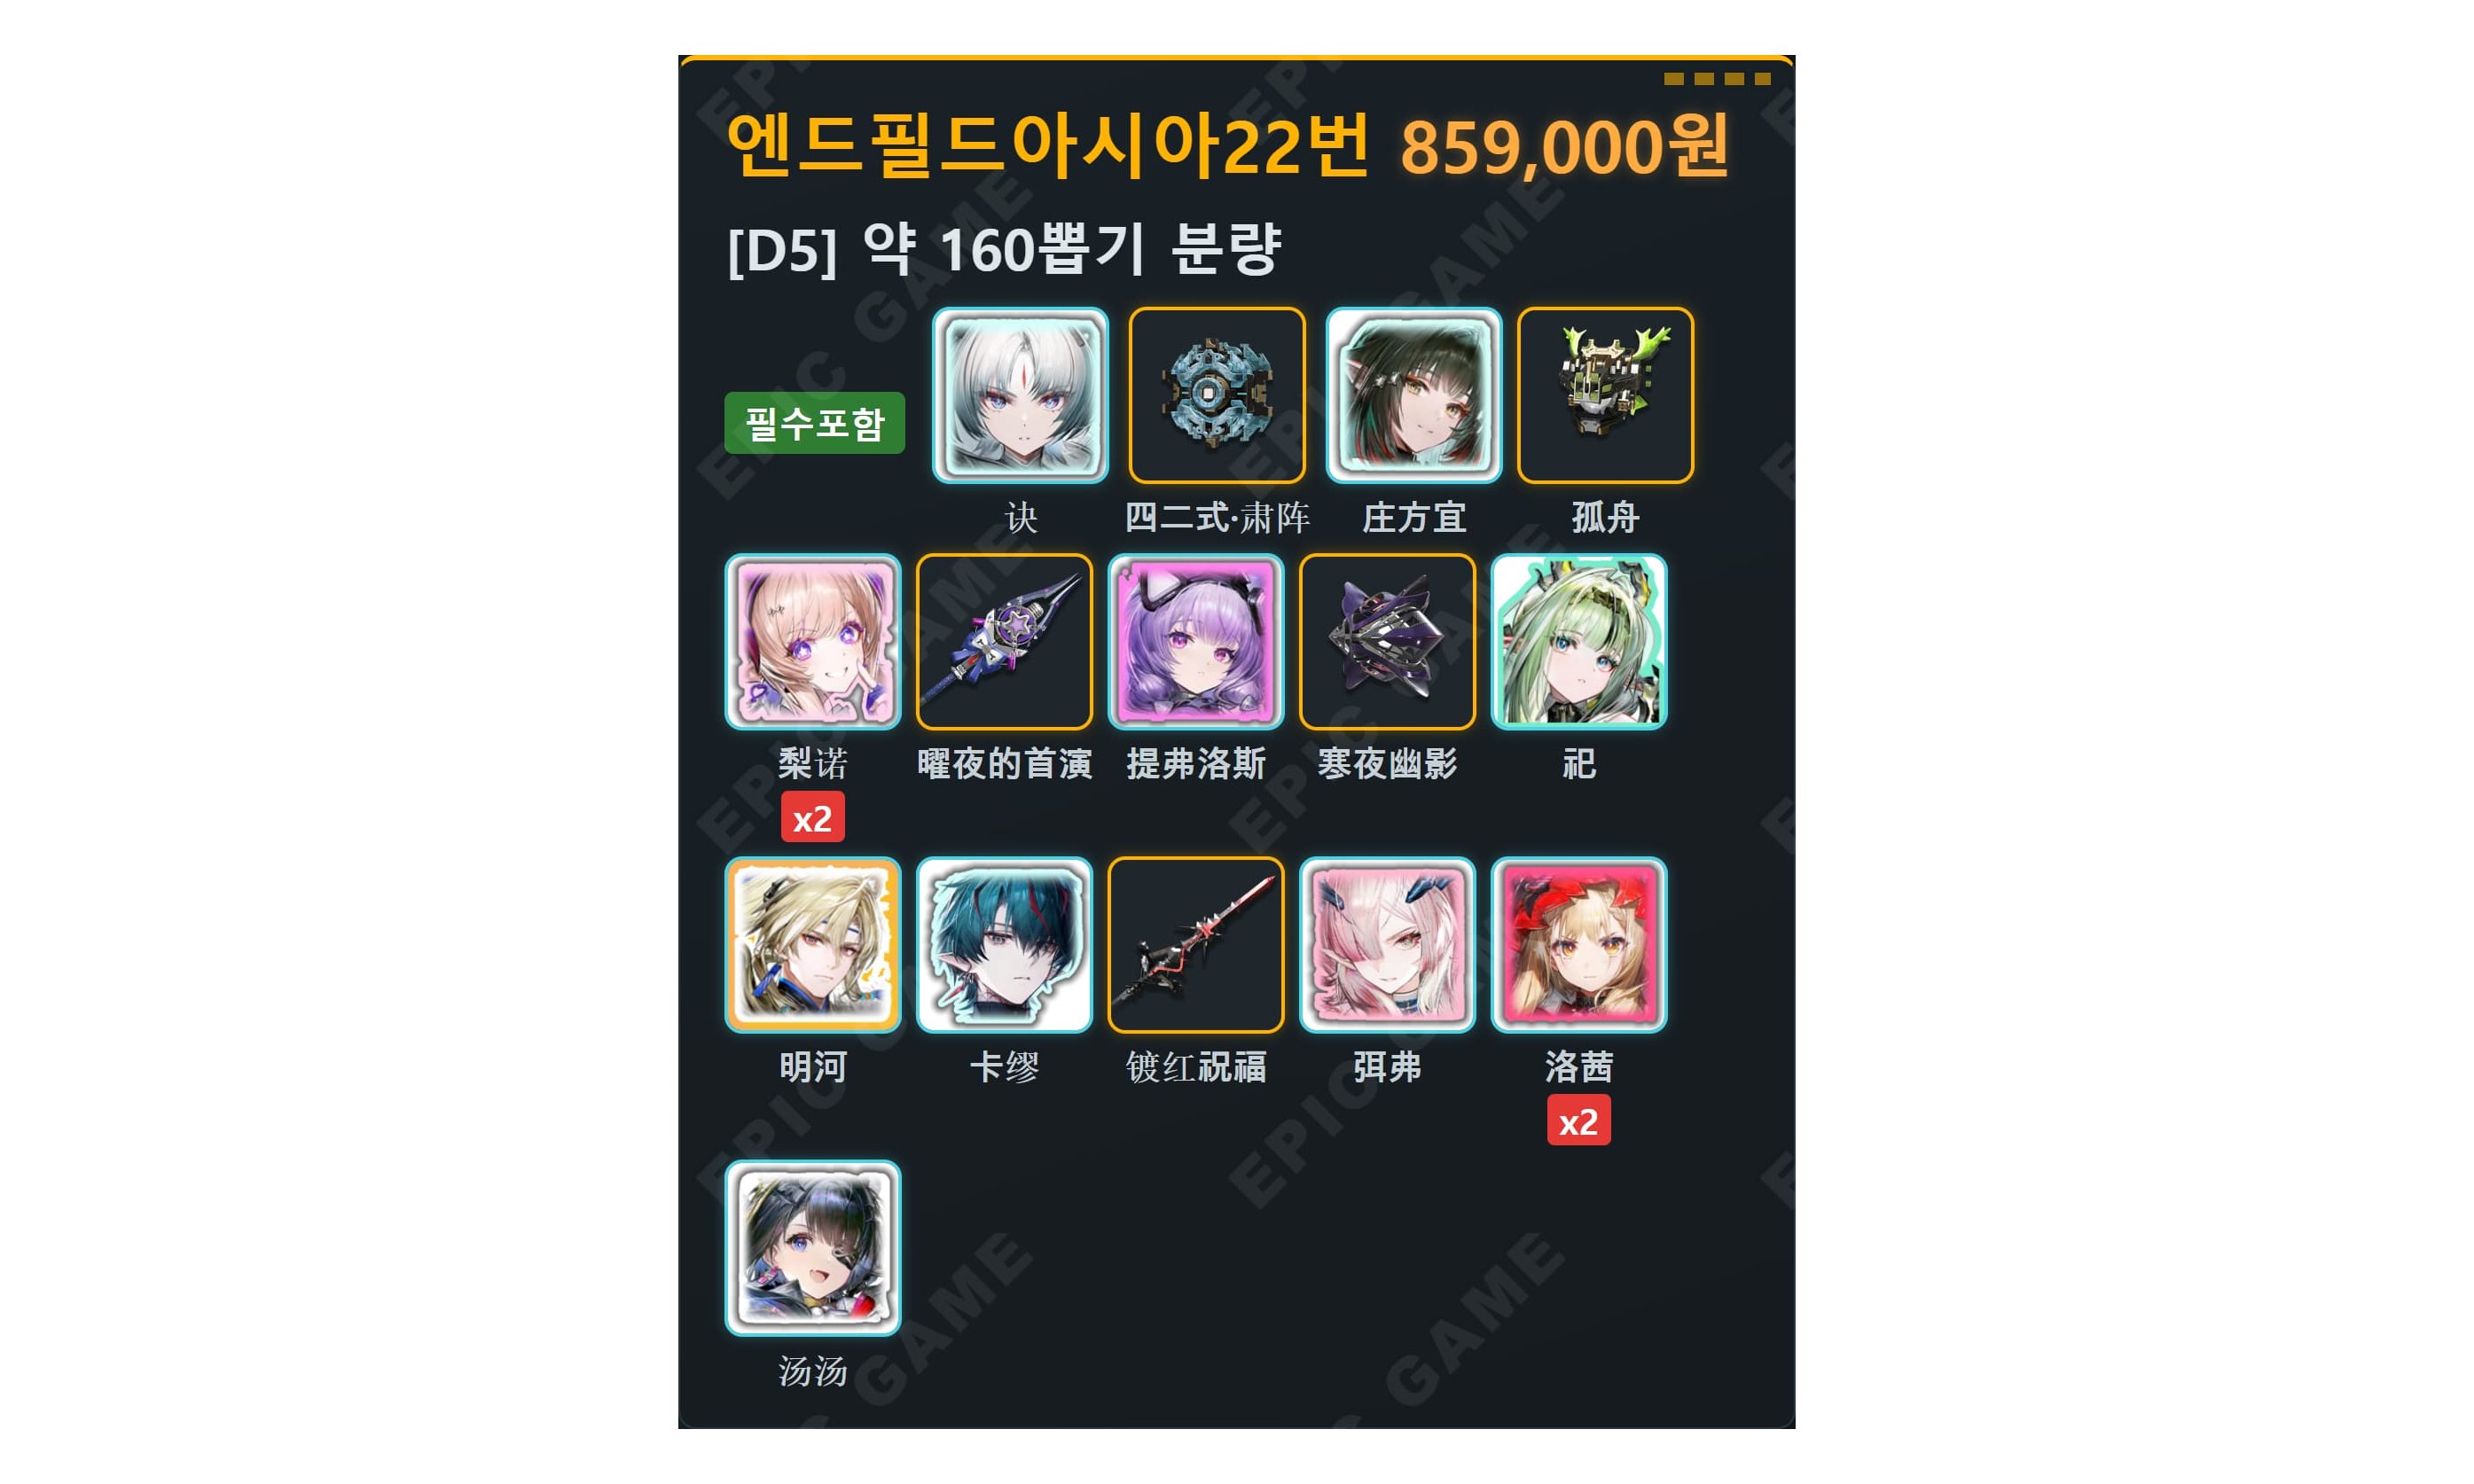 엔드필드아시아22번 859,000원
[D5] 약 160뽑기 분량
필수포함
诀 四二式·肃阵 庄方宜 孤舟
梨诺 曜夜的首演 提弗洛斯 寒夜幽影 祀
x2
明河 卡缪 镀红祝福 弭弗 洛茜
x2
汤汤
EPIC GAME